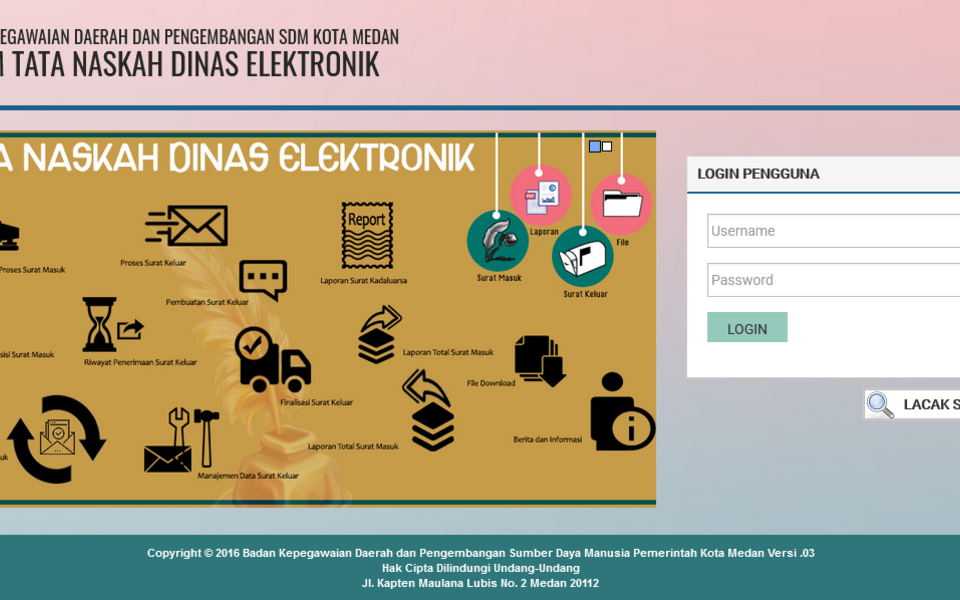 EGAWAIAN DAERAH DAN PENGEMBANGAN SDM KOTA MEDAN
TATA NASKAH DINAS ELEKTRONIK
A NASKAH DINAS ELEKTRONIK
Report
Laporan
File
Surat Masuk
Surat Keluar
Proses Surat Masuk
Proses Surat Keluar
Laporan Surat Kadaluarsa
Pembuatan Surat Keluar
sisi Surat Masuk
Riwayat Penerimaan Surat Keluar
Laporan Total Surat Masuk
File Download
Finalisasi Surat Keluar
Laporan Total Surat Masuk
Berita dan Informasi
uk
Manajemen Data Surat Keluar
LOGIN PENGGUNA
Username
Password
LOGIN
LACAK S
Copyright © 2016 Badan Kepegawaian Daerah dan Pengembangan Sumber Daya Manusia Pemerintah Kota Medan Versi .03
Hak Cipta Dilindungi Undang-Undang
Jl. Kapten Maulana Lubis No. 2 Medan 20112